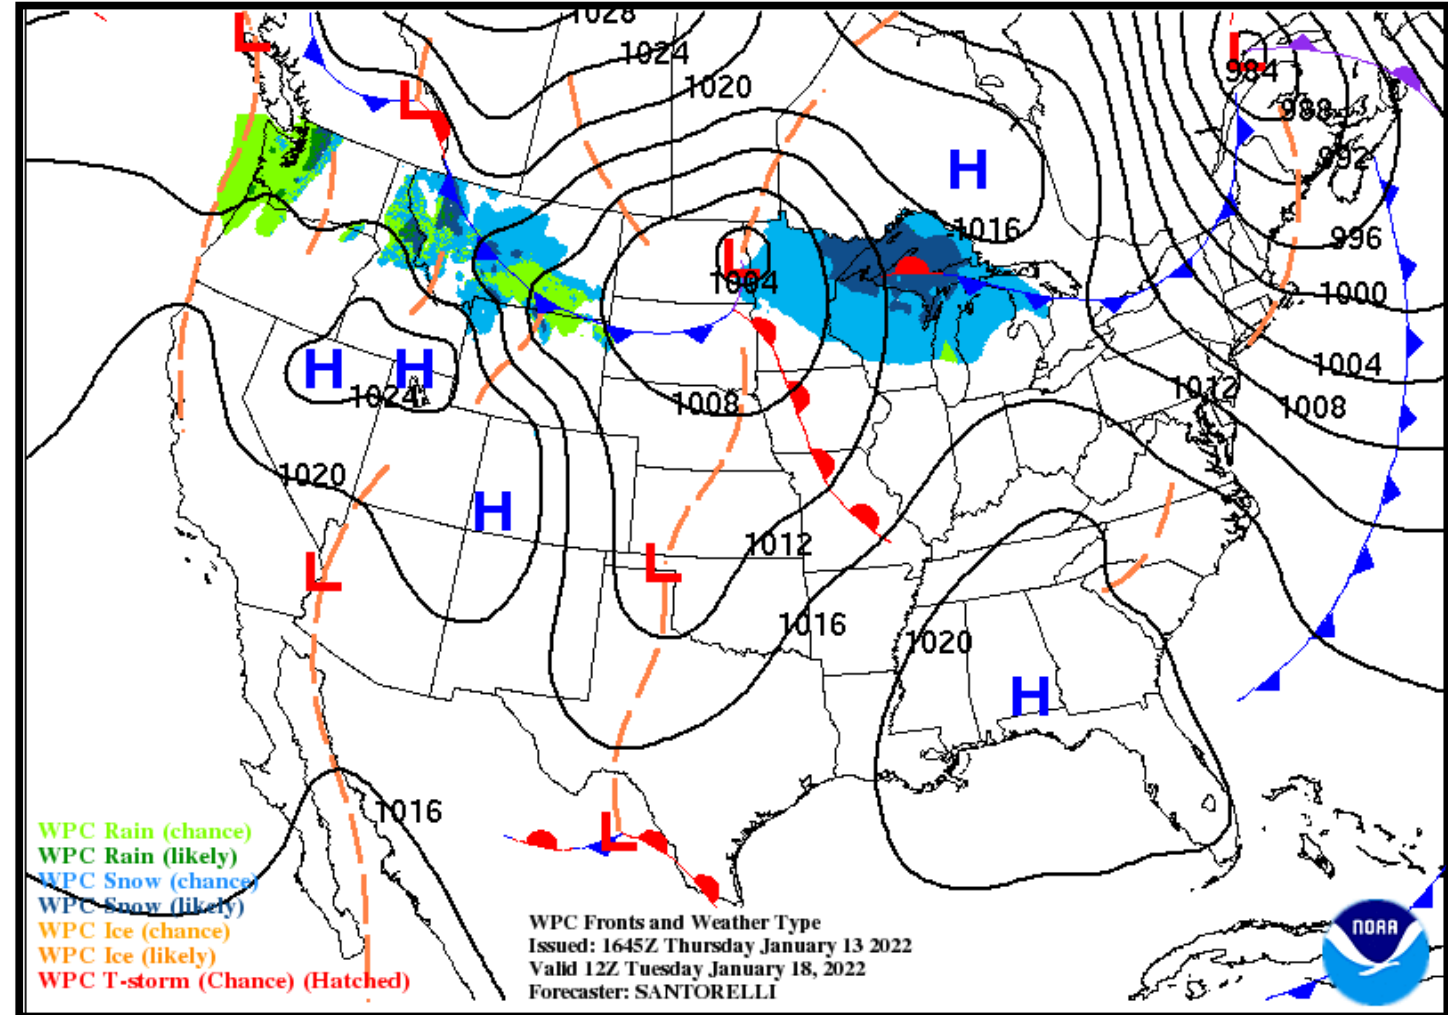 L
1028
1024
1020
L
L
984
988
992
H
1016
996
L
1004
1000
H
H
1024
1008
1004
1012
1008
1020
H
1012
L
L
1016
1020
H
1016
L
WPC Rain (chance)
WPC Rain (likely)
WPC Snow (chance)
WPC Snow (likely)
WPC Ice (chance)
WPC Ice (likely)
WPC T-storm (Chance) (Hatched)
WPC Fronts and Weather Type
Issued: 1645Z Thursday January 13 2022
Valid 12Z Tuesday January 18, 2022
Forecaster: SANTORELLI
NOAA